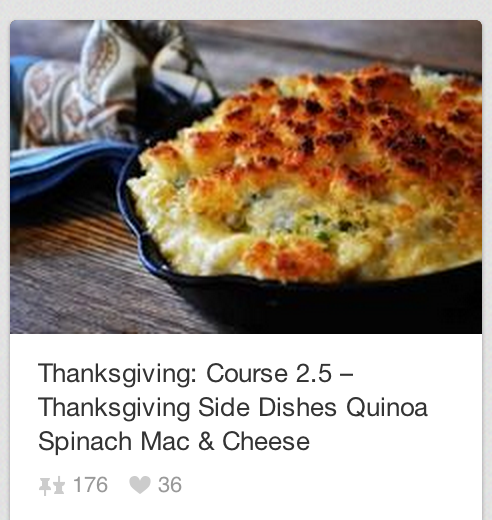 Thanksgiving: Course 2.5 –
Thanksgiving Side Dishes Quinoa
Spinach Mac & Cheese
176 36